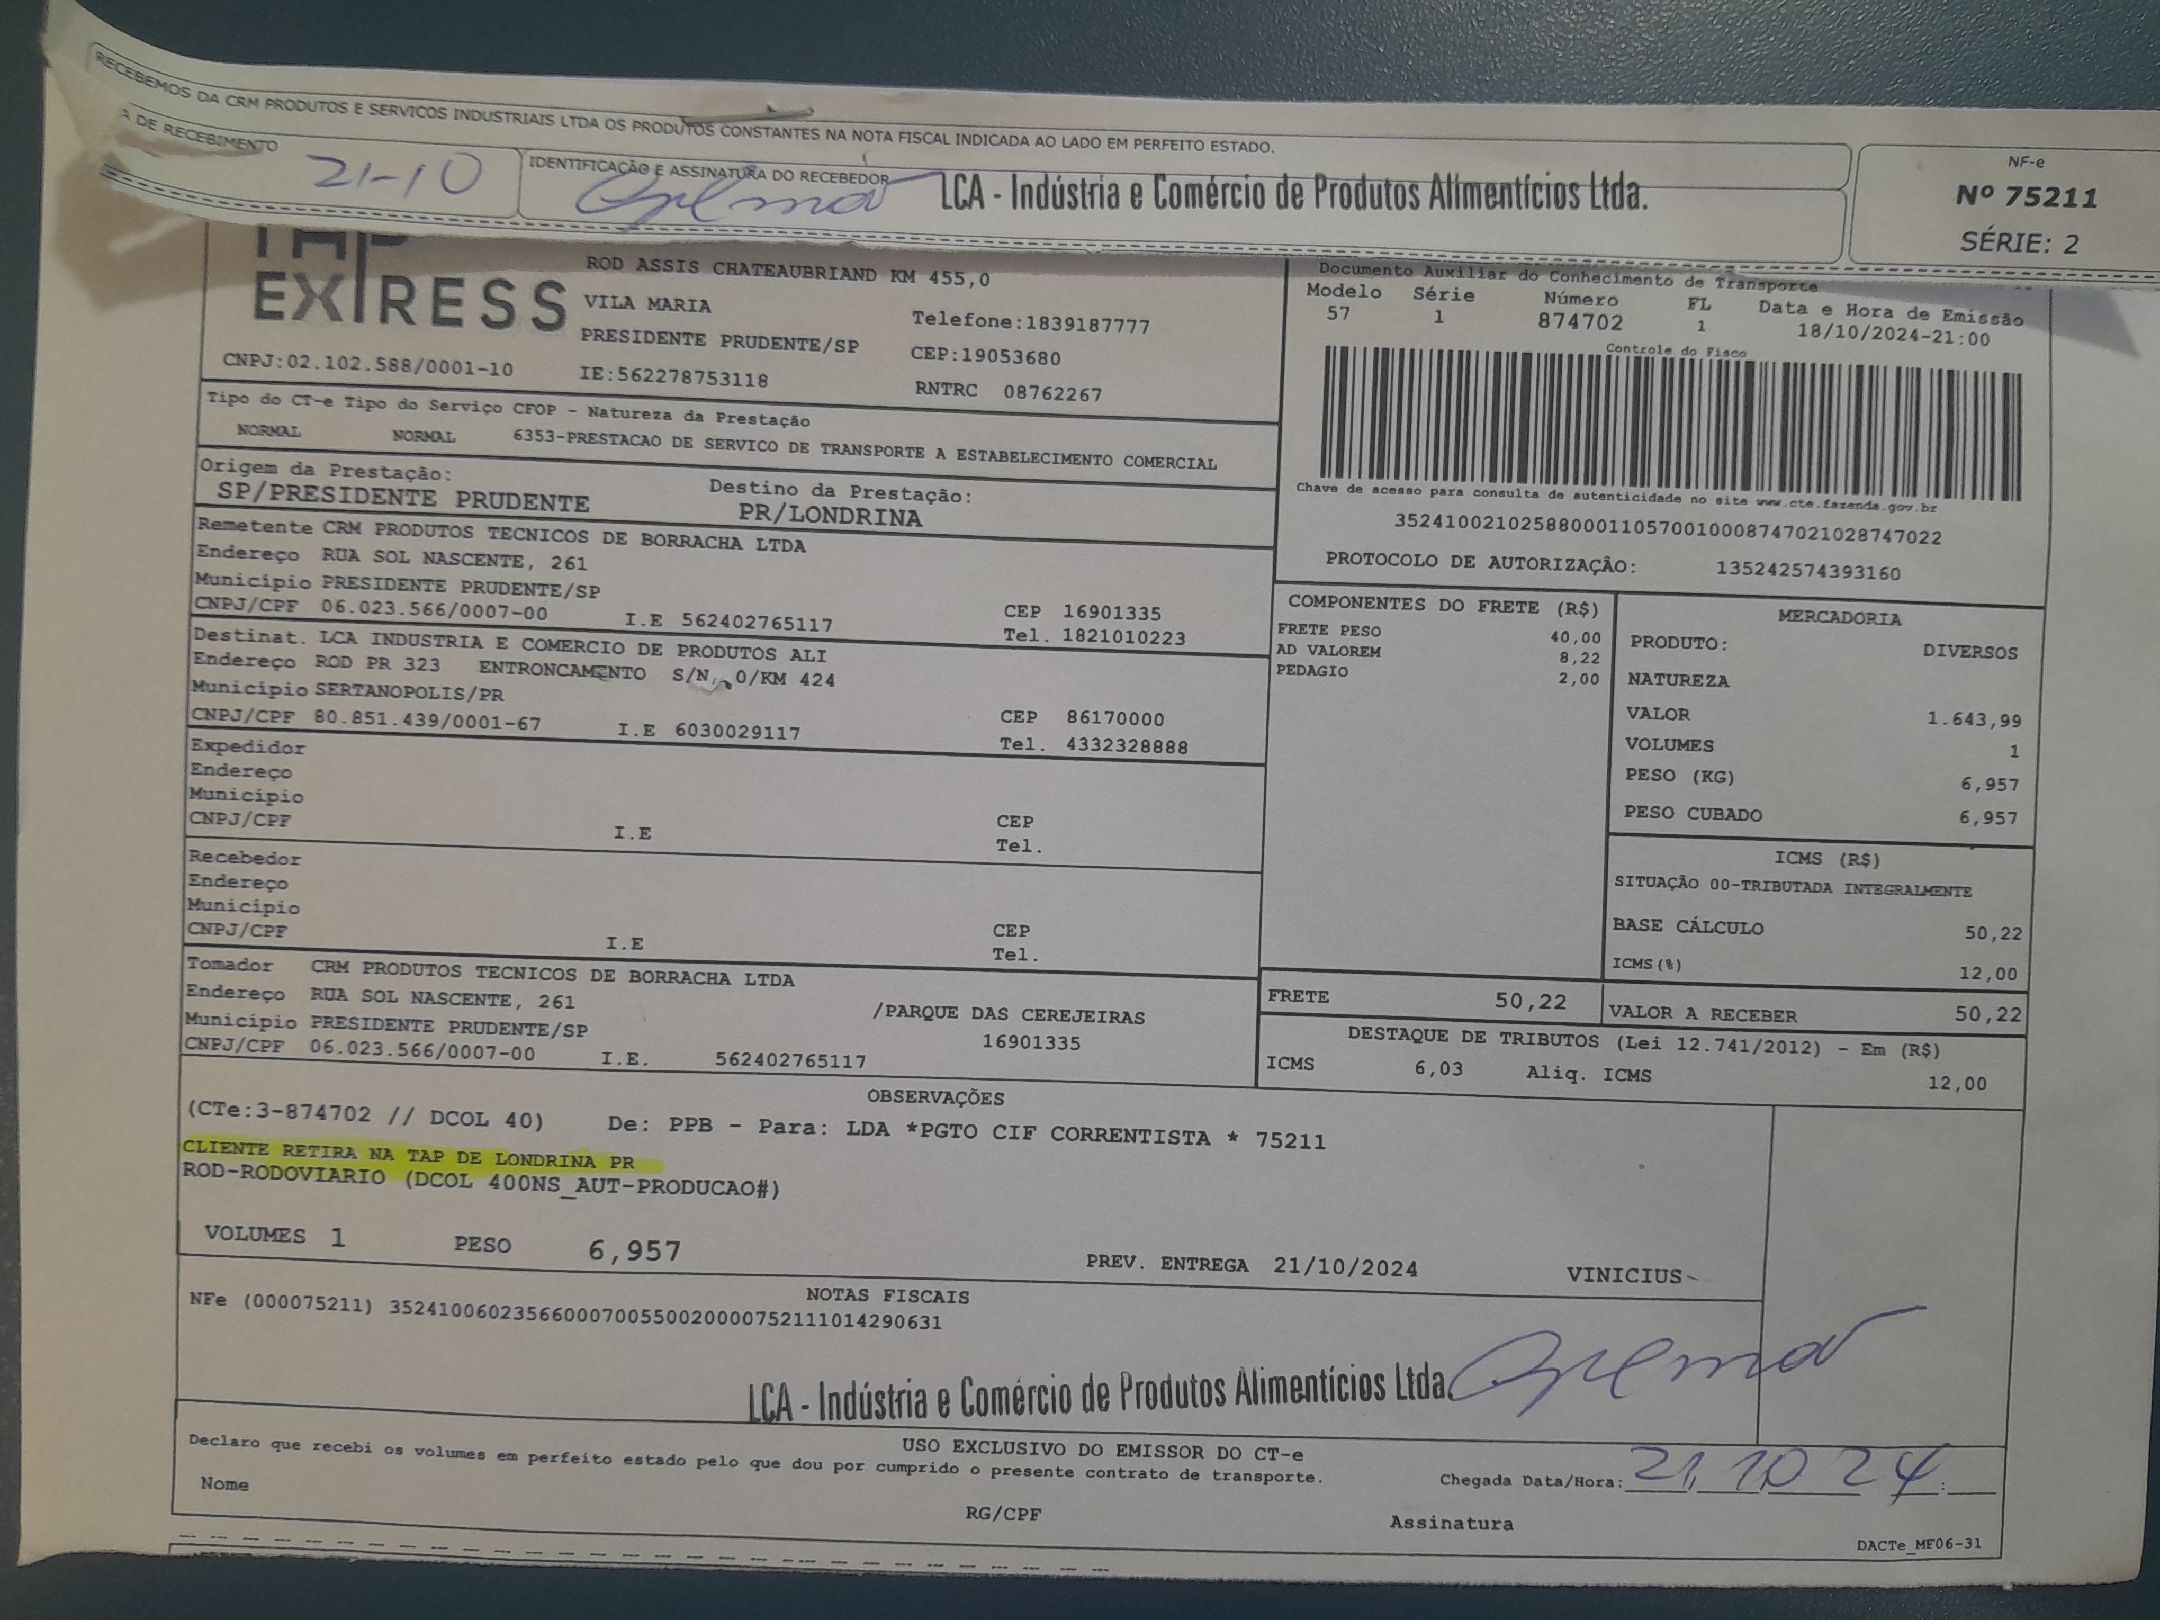 RECEBEMOS DA CRM PRODUTOS E SERVICOS INDUSTRIAIS LTDA OS PRODUTOS CONSTANTES NA NOTA FISCAL INDICADA AO LADO EM PERFEITO ESTADO.
A DE RECEBIMENTO
21-10
IDENTIFICAÇÃO E ASSINATURA DO RECEBEDOR
LCA - Indústria e Comércio de Produtos Alimentícios Ltda.
NF-e
Nº 75211
SÉRIE: 2
TAP
EXPRESS
CNPJ:02.102.588/0001-10
ROD ASSIS CHATEAUBRIAND KM 455,0
VILA MARIA
Telefone:1839187777
PRESIDENTE PRUDENTE/SP
CEP:19053680
IE:562278753118
RNTRC 08762267
Documento Auxiliar do Conhecimento de Transporte
Modelo Série Número FL Data e Hora de Emissão
57 1 874702 1 18/10/2024-21:00
Controle do Fisco
Chave de acesso para consulta de autenticidade no site www.cte.fazenda.gov.br
35241002102588000110570010008747021028747022
PROTOCOLO DE AUTORIZAÇÃO: 135242574393160
Tipo do CT-e Tipo do Serviço CFOP - Natureza da Prestação
NORMAL NORMAL 6353-PRESTACAO DE SERVICO DE TRANSPORTE A ESTABELECIMENTO COMERCIAL
Origem da Prestação: Destino da Prestação:
SP/PRESIDENTE PRUDENTE PR/LONDRINA
Remetente CRM PRODUTOS TECNICOS DE BORRACHA LTDA
Endereço RUA SOL NASCENTE, 261
Município PRESIDENTE PRUDENTE/SP CEP 16901335
CNPJ/CPF 06.023.566/0007-00 I.E 562402765117 Tel. 1821010223
Destinat. LCA INDUSTRIA E COMERCIO DE PRODUTOS ALI
Endereço ROD PR 323 ENTRONCAMENTO S/N, 0/KM 424
Município SERTANOPOLIS/PR CEP 86170000
CNPJ/CPF 80.851.439/0001-67 I.E 6030029117 Tel. 4332328888
Expedidor
Endereço
Município CEP
CNPJ/CPF I.E Tel.
Recebedor
Endereço
Município CEP
CNPJ/CPF I.E Tel.
Tomador CRM PRODUTOS TECNICOS DE BORRACHA LTDA
Endereço RUA SOL NASCENTE, 261 /PARQUE DAS CEREJEIRAS
Município PRESIDENTE PRUDENTE/SP 16901335
CNPJ/CPF 06.023.566/0007-00 I.E. 562402765117
COMPONENTES DO FRETE (R$)
FRETE PESO 40,00
AD VALOREM 8,22
PEDAGIO 2,00
MERCADORIA
PRODUTO: DIVERSOS
NATUREZA
VALOR 1.643,99
VOLUMES 1
PESO (KG) 6,957
PESO CUBADO 6,957
ICMS (R$)
SITUAÇÃO 00-TRIBUTADA INTEGRALMENTE
BASE CÁLCULO 50,22
ICMS(%) 12,00
FRETE 50,22 VALOR A RECEBER 50,22
DESTAQUE DE TRIBUTOS (Lei 12.741/2012) - Em (R$)
ICMS 6,03 Aliq. ICMS 12,00
OBSERVAÇÕES
(CTe:3-874702 // DCOL 40) De: PPB - Para: LDA *PGTO CIF CORRENTISTA * 75211
CLIENTE RETIRA NA TAP DE LONDRINA PR
ROD-RODOVIARIO (DCOL 400NS_AUT-PRODUCAO#)
VOLUMES 1 PESO 6,957 PREV. ENTREGA 21/10/2024 VINICIUS
NOTAS FISCAIS
NFe (000075211) 35241006023566000700550020000752111014290631
LCA - Indústria e Comércio de Produtos Alimentícios Ltda.
USO EXCLUSIVO DO EMISSOR DO CT-e
Declaro que recebi os volumes em perfeito estado pelo que dou por cumprido o presente contrato de transporte.
Chegada Data/Hora: 21,10 24
Nome RG/CPF Assinatura
DACTe_MF06-31